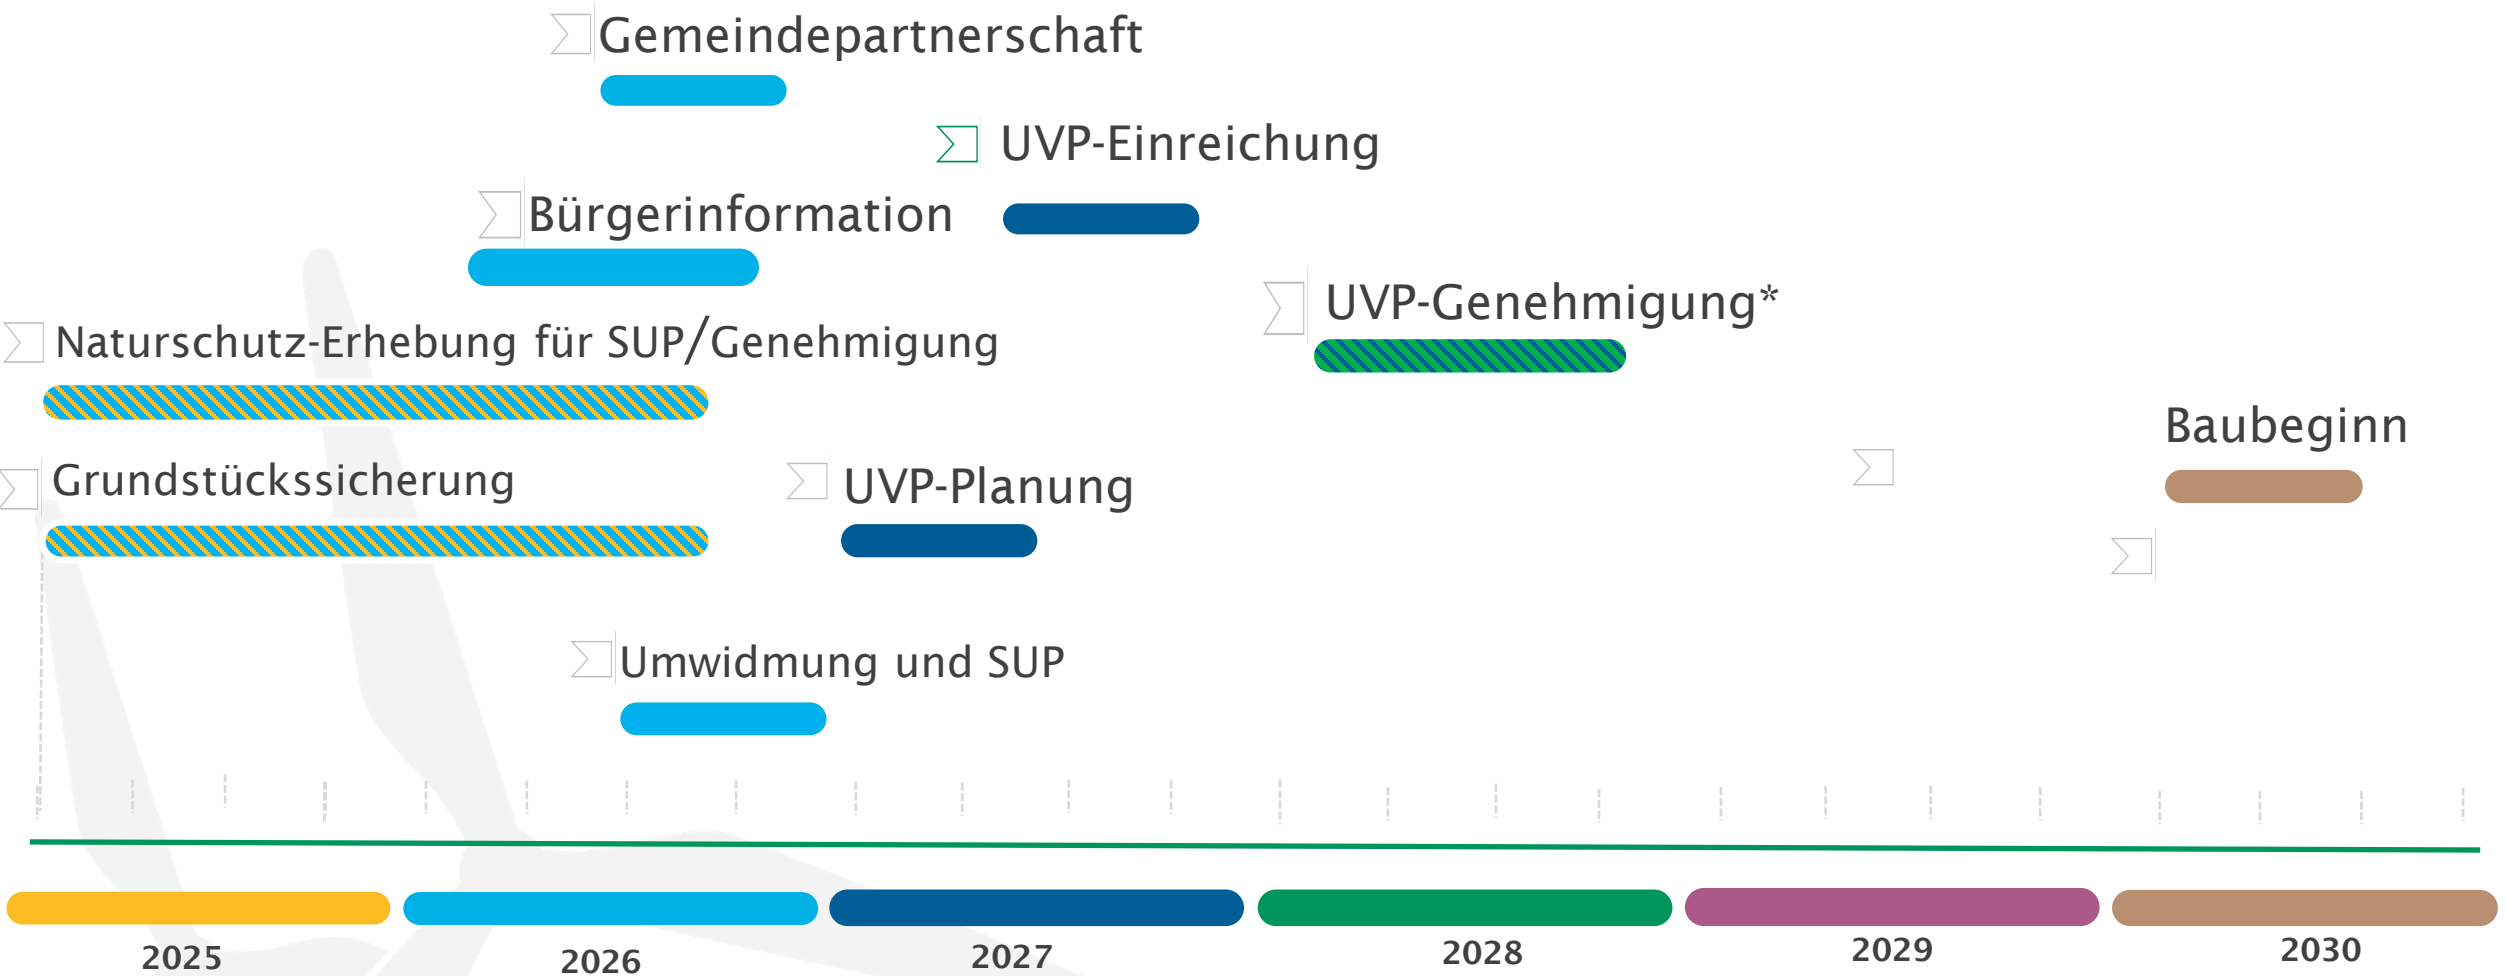 Gemeindepartnerschaft
UVP-Einreichung
Bürgerinformation
UVP-Genehmigung*
Naturschutz-Erhebung für SUP/Genehmigung
Baubeginn
Grundstückssicherung
UVP-Planung
Umwidmung und SUP
2025
2026
2027
2028
2029
2030